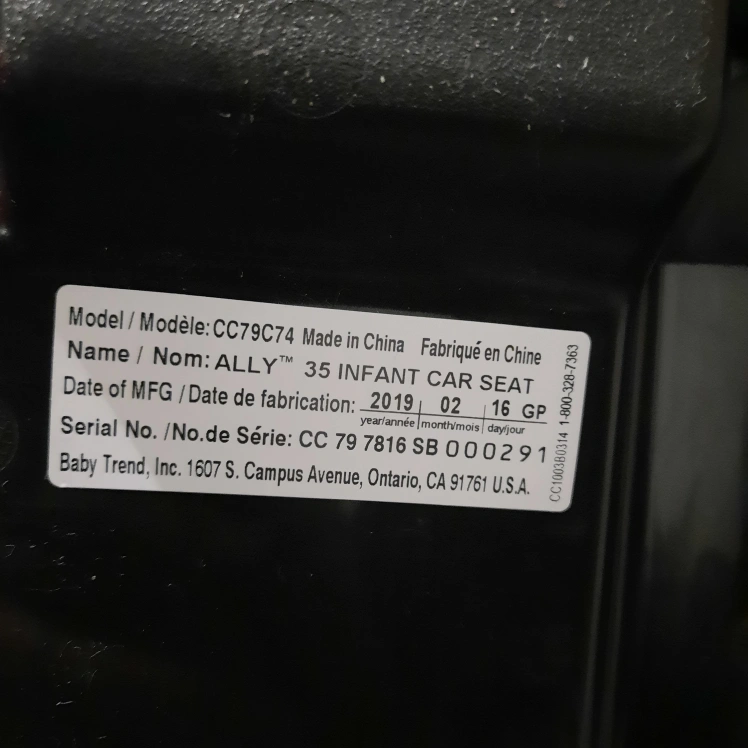 Model / Modèle: CC79C74 Made in China Fabriqué en Chine
Name / Nom: ALLY™ 35 INFANT CAR SEAT
Date of MFG / Date de fabrication: 2019 02 16 GP
year/année month/mois day/jour
Serial No. /No.de Série: CC 79 7816 SB 000291
Baby Trend, Inc. 1607 S. Campus Avenue, Ontario, CA 91761 U.S.A.
CC1003B0314 1-800-328-7363